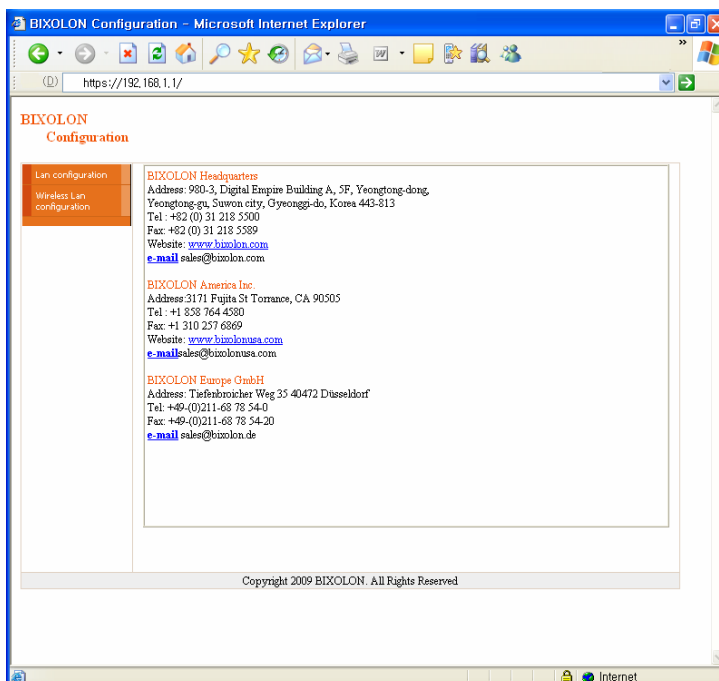 BIXOLON Configuration - Microsoft Internet Explorer
(D) https://192.168.1.1/
BIXOLON
Configuration
Lan configuration
Wireless Lan
configuration
BIXOLON Headquarters
Address: 980-3, Digital Empire Building A, 5F, Yeongtong-dong,
Yeongtong-gu, Suwon city, Gyeonggi-do, Korea 443-813
Tel : +82 (0) 31 218 5500
Fax: +82 (0) 31 218 5589
Website: www.bixolon.com
e-mail sales@bixolon.com
BIXOLON America Inc.
Address:3171 Fujita St Torrance, CA 90505
Tel : +1 858 764 4580
Fax: +1 310 257 6869
Website: www.bixolonusa.com
e-mailsales@bixolonusa.com
BIXOLON Europe GmbH
Address: Tiefenbroicher Weg 35 40472 Düsseldorf
Tel: +49-(0)211-68 78 54-0
Fax: +49-(0)211-68 78 54-20
e-mail sales@bixolon.de
Copyright 2009 BIXOLON. All Rights Reserved
Internet